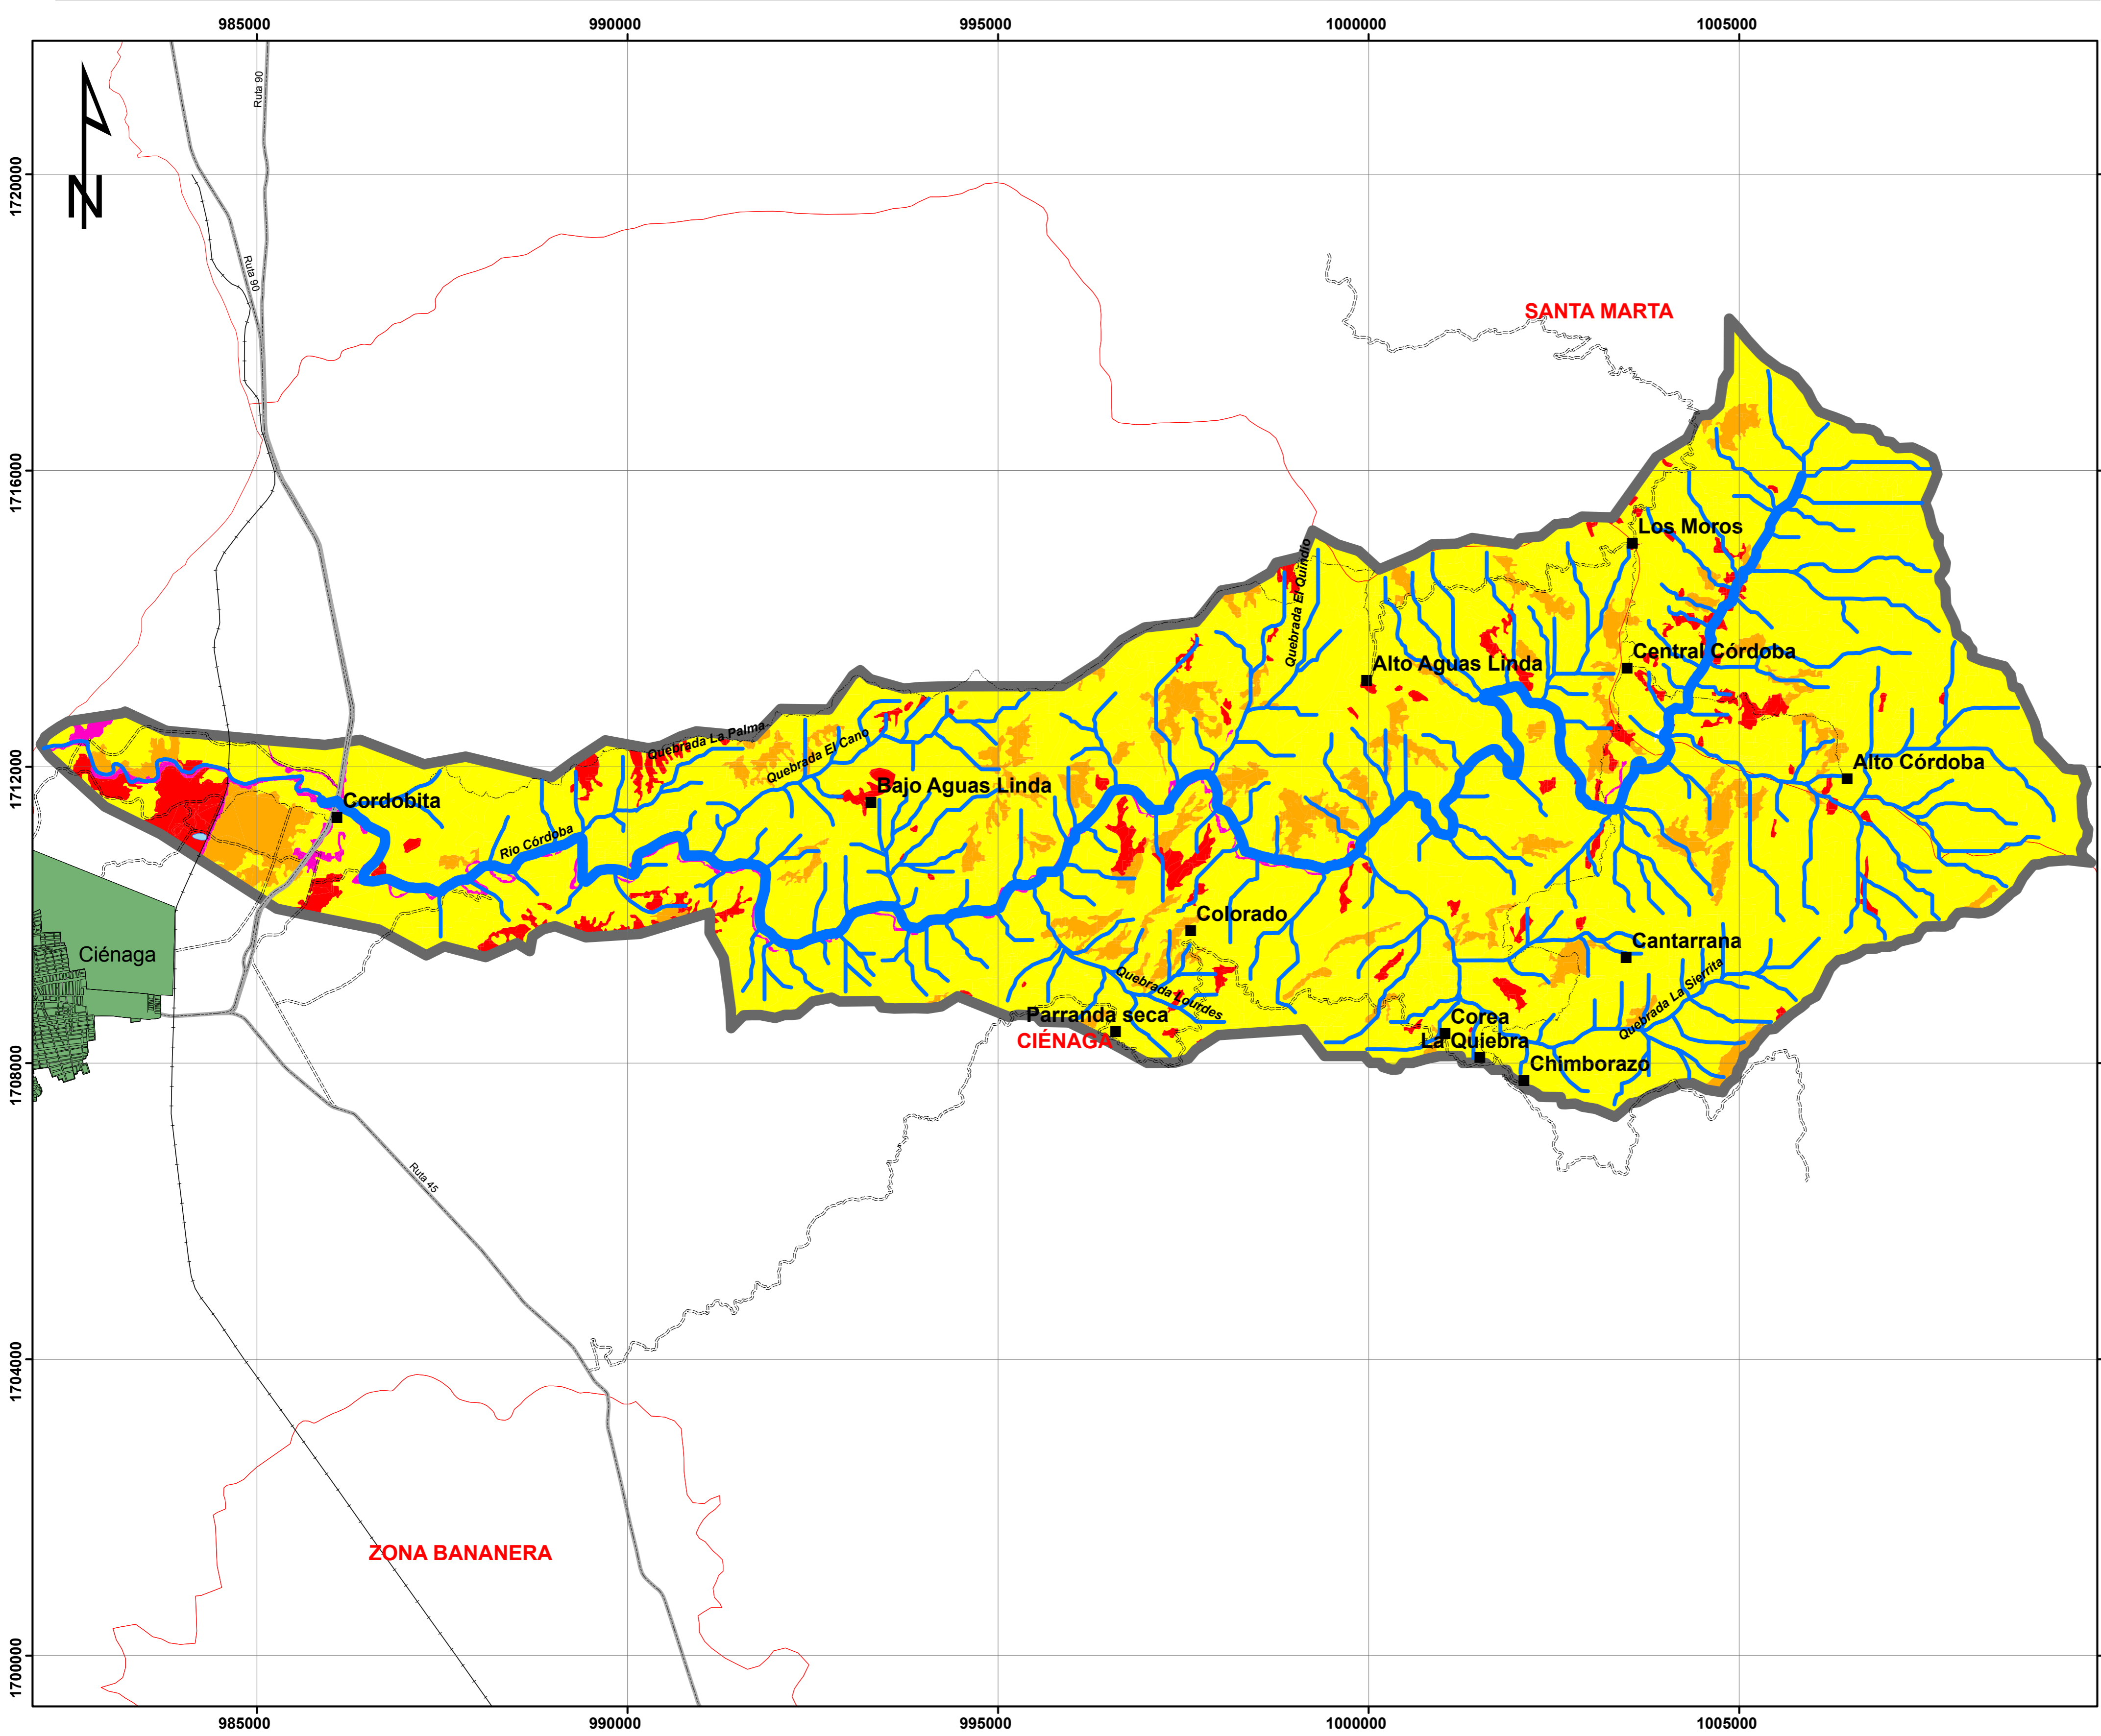 985000
990000
995000
1000000
1005000
Ruta 90
N
1720000
Ruta 90
SANTA MARTA
1716000
Los Moros
Quebrada El Quindio
Central Córdoba
Alto Aguas Linda
Quebrada La Palma
Quebrada El Cano
1712000
Alto Córdoba
Bajo Aguas Linda
Cordobita
Rio Córdoba
Colorado
Cantarrana
Ciénaga
Quebrada Lourdes
Quebrada La Sierrita
Parranda seca
Corea
CIÉNAGA
La Quiebra
Chimborazo
1708000
Ruta 45
1704000
ZONA BANANERA
1700000
985000
990000
995000
1000000
1005000